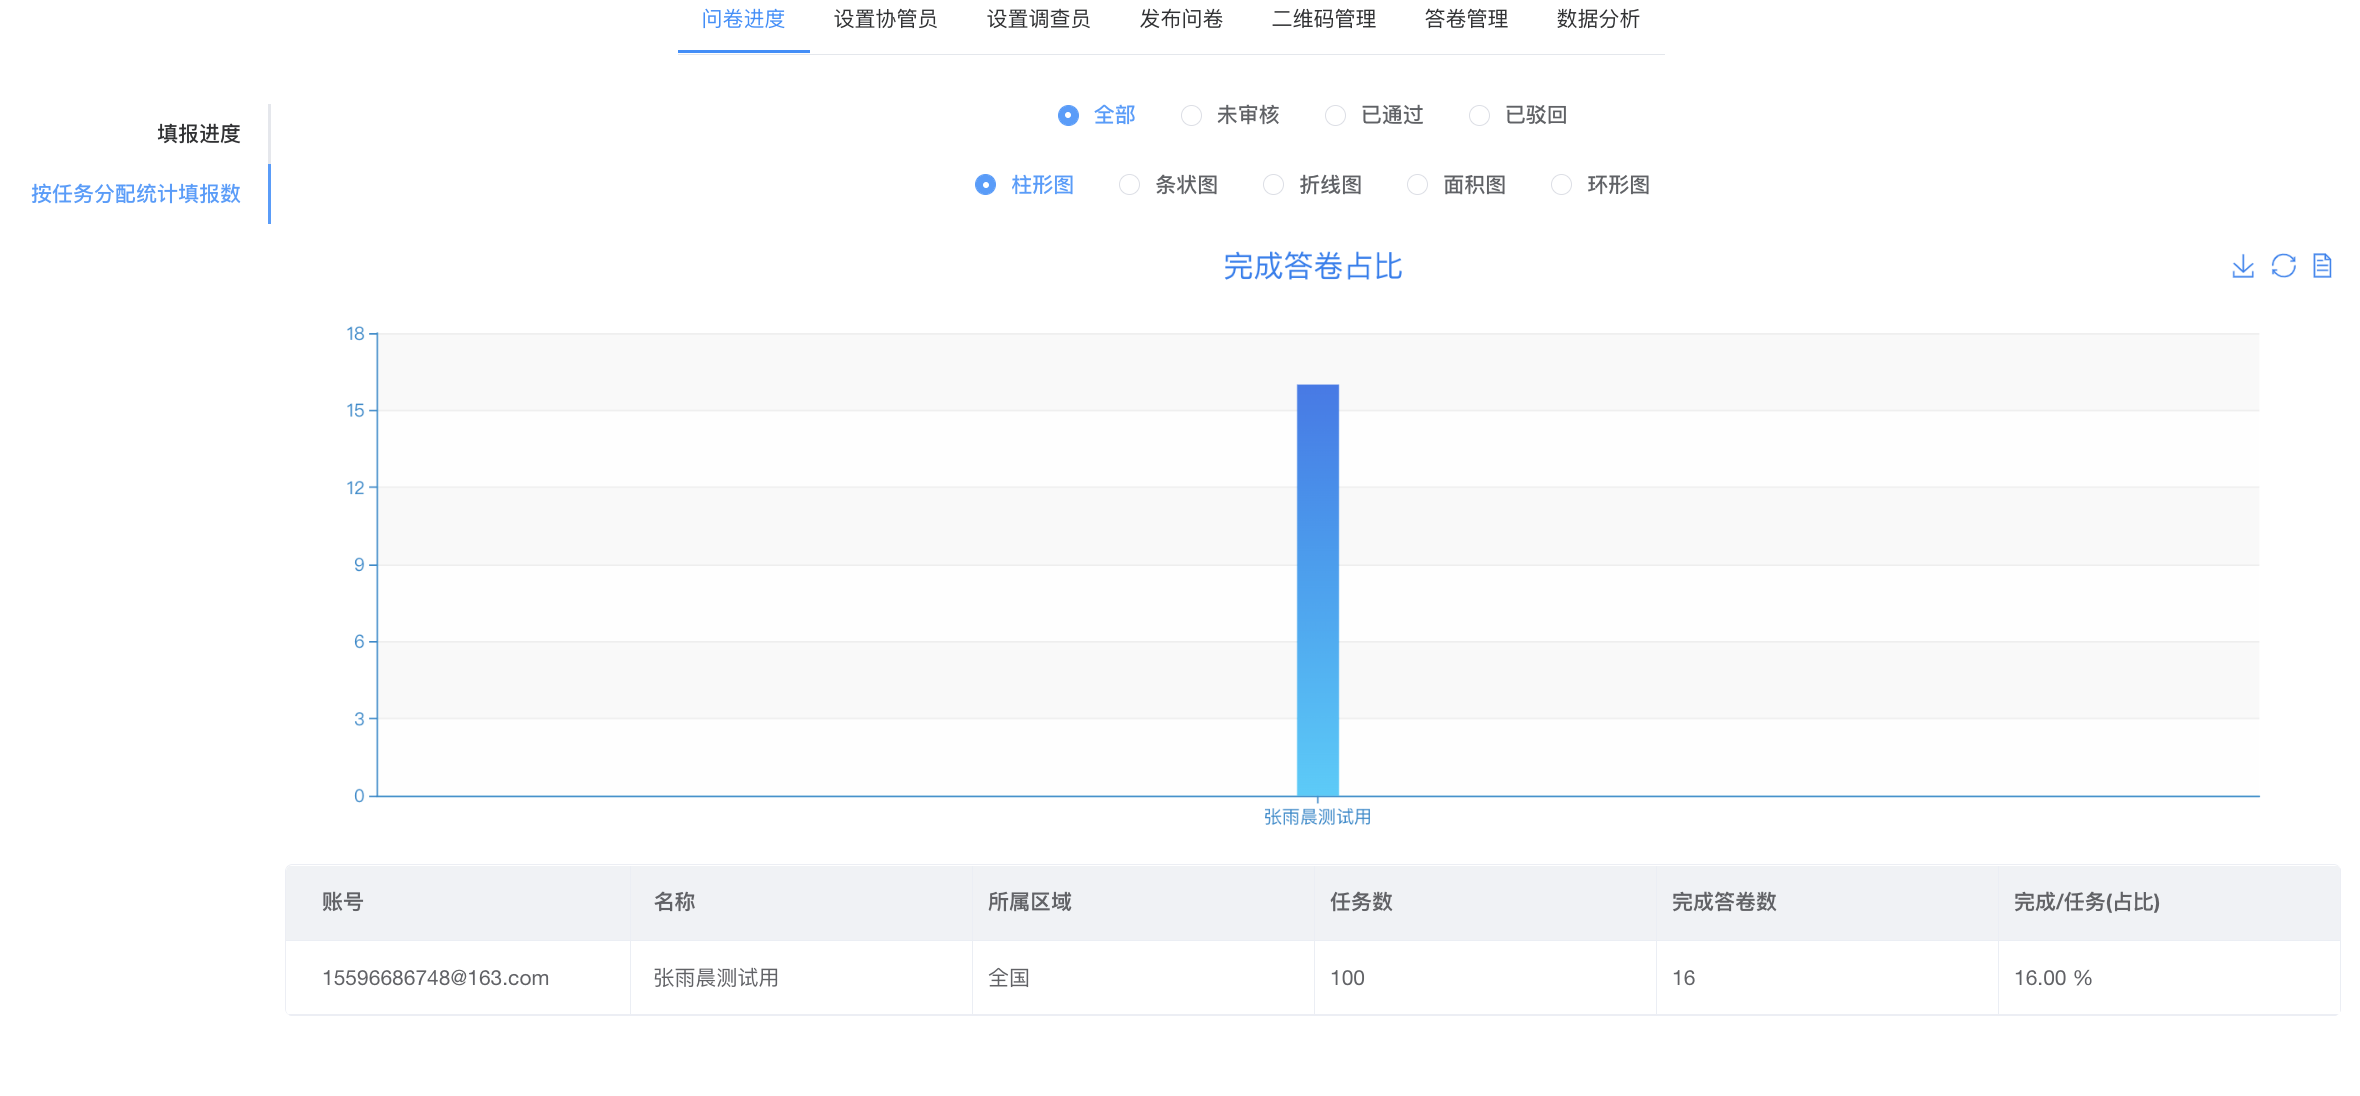 问卷进度 设置协管员 设置调查员 发布问卷 二维码管理 答卷管理 数据分析
全部 未审核 已通过 已驳回
填报进度
柱形图 条状图 折线图 面积图 环形图
按任务分配统计填报数
完成答卷占比
18
15
12
9
6
3
0
张雨晨测试用
账号 名称 所属区域 任务数 完成答卷数 完成/任务(占比)
15596686748@163.com 张雨晨测试用 全国 100 16 16.00 %